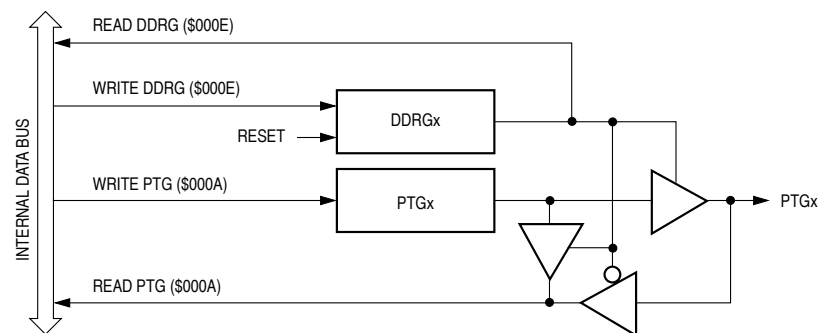 READ DDRG ($000E)
WRITE DDRG ($000E)
DDRGx
RESET
INTERNAL DATA BUS
WRITE PTG ($000A)
PTGx
PTGx
READ PTG ($000A)